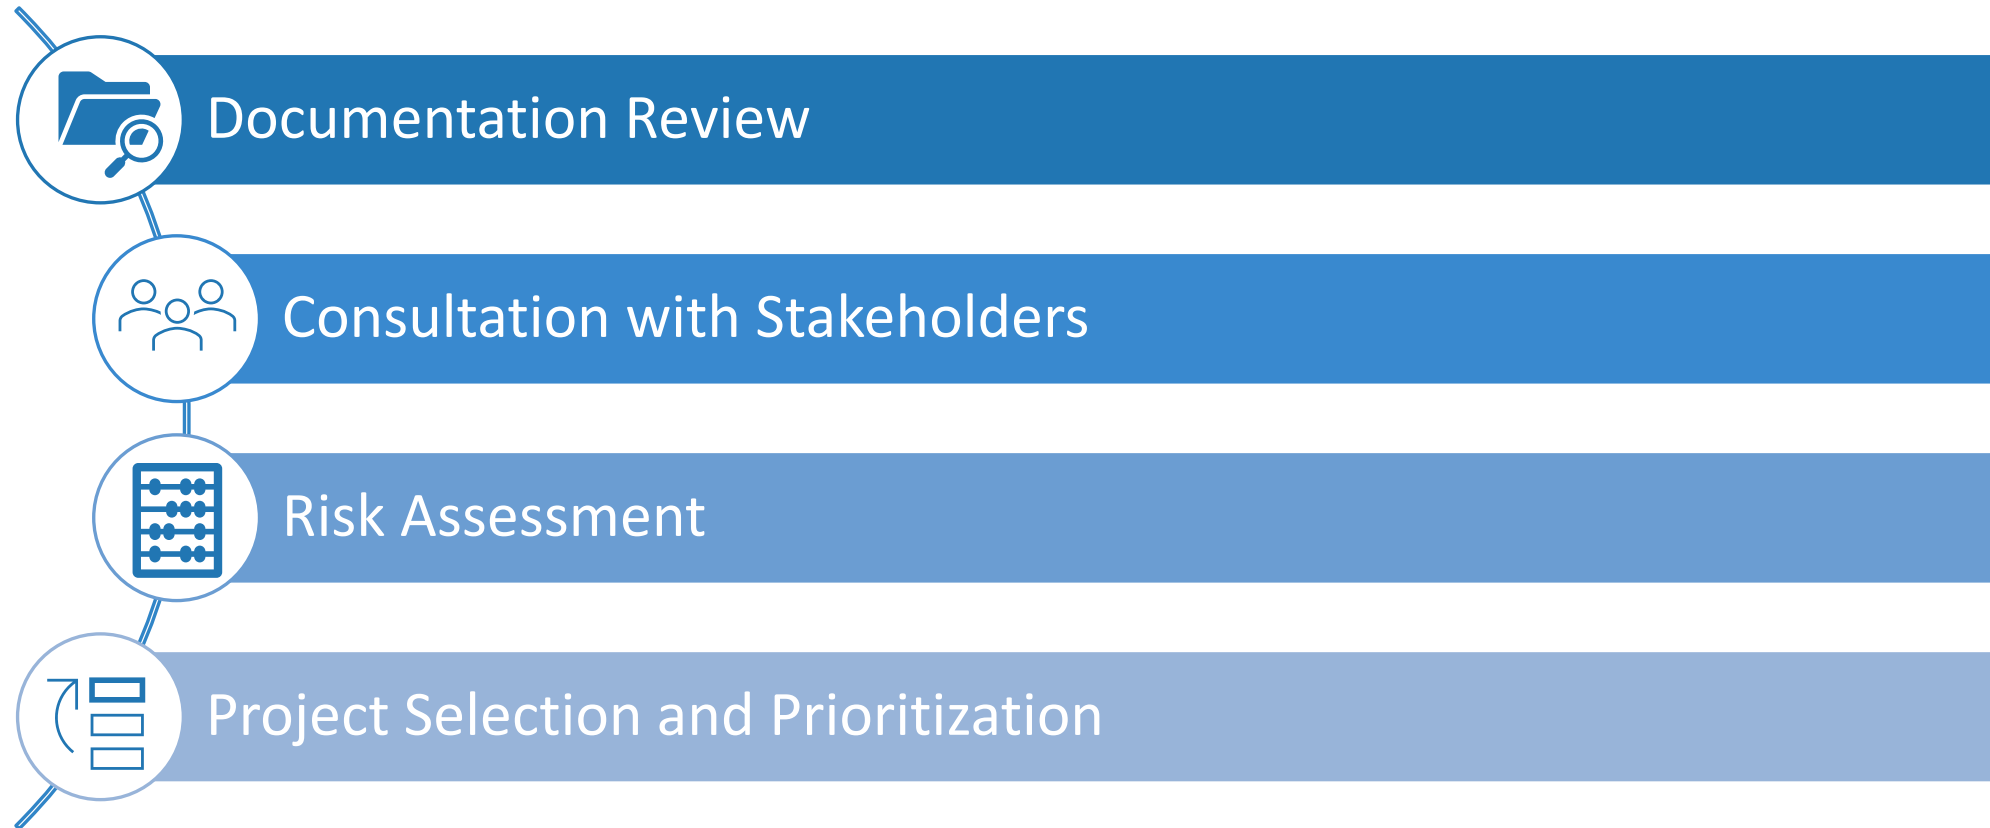 Documentation Review
Consultation with Stakeholders
Risk Assessment
Project Selection and Prioritization